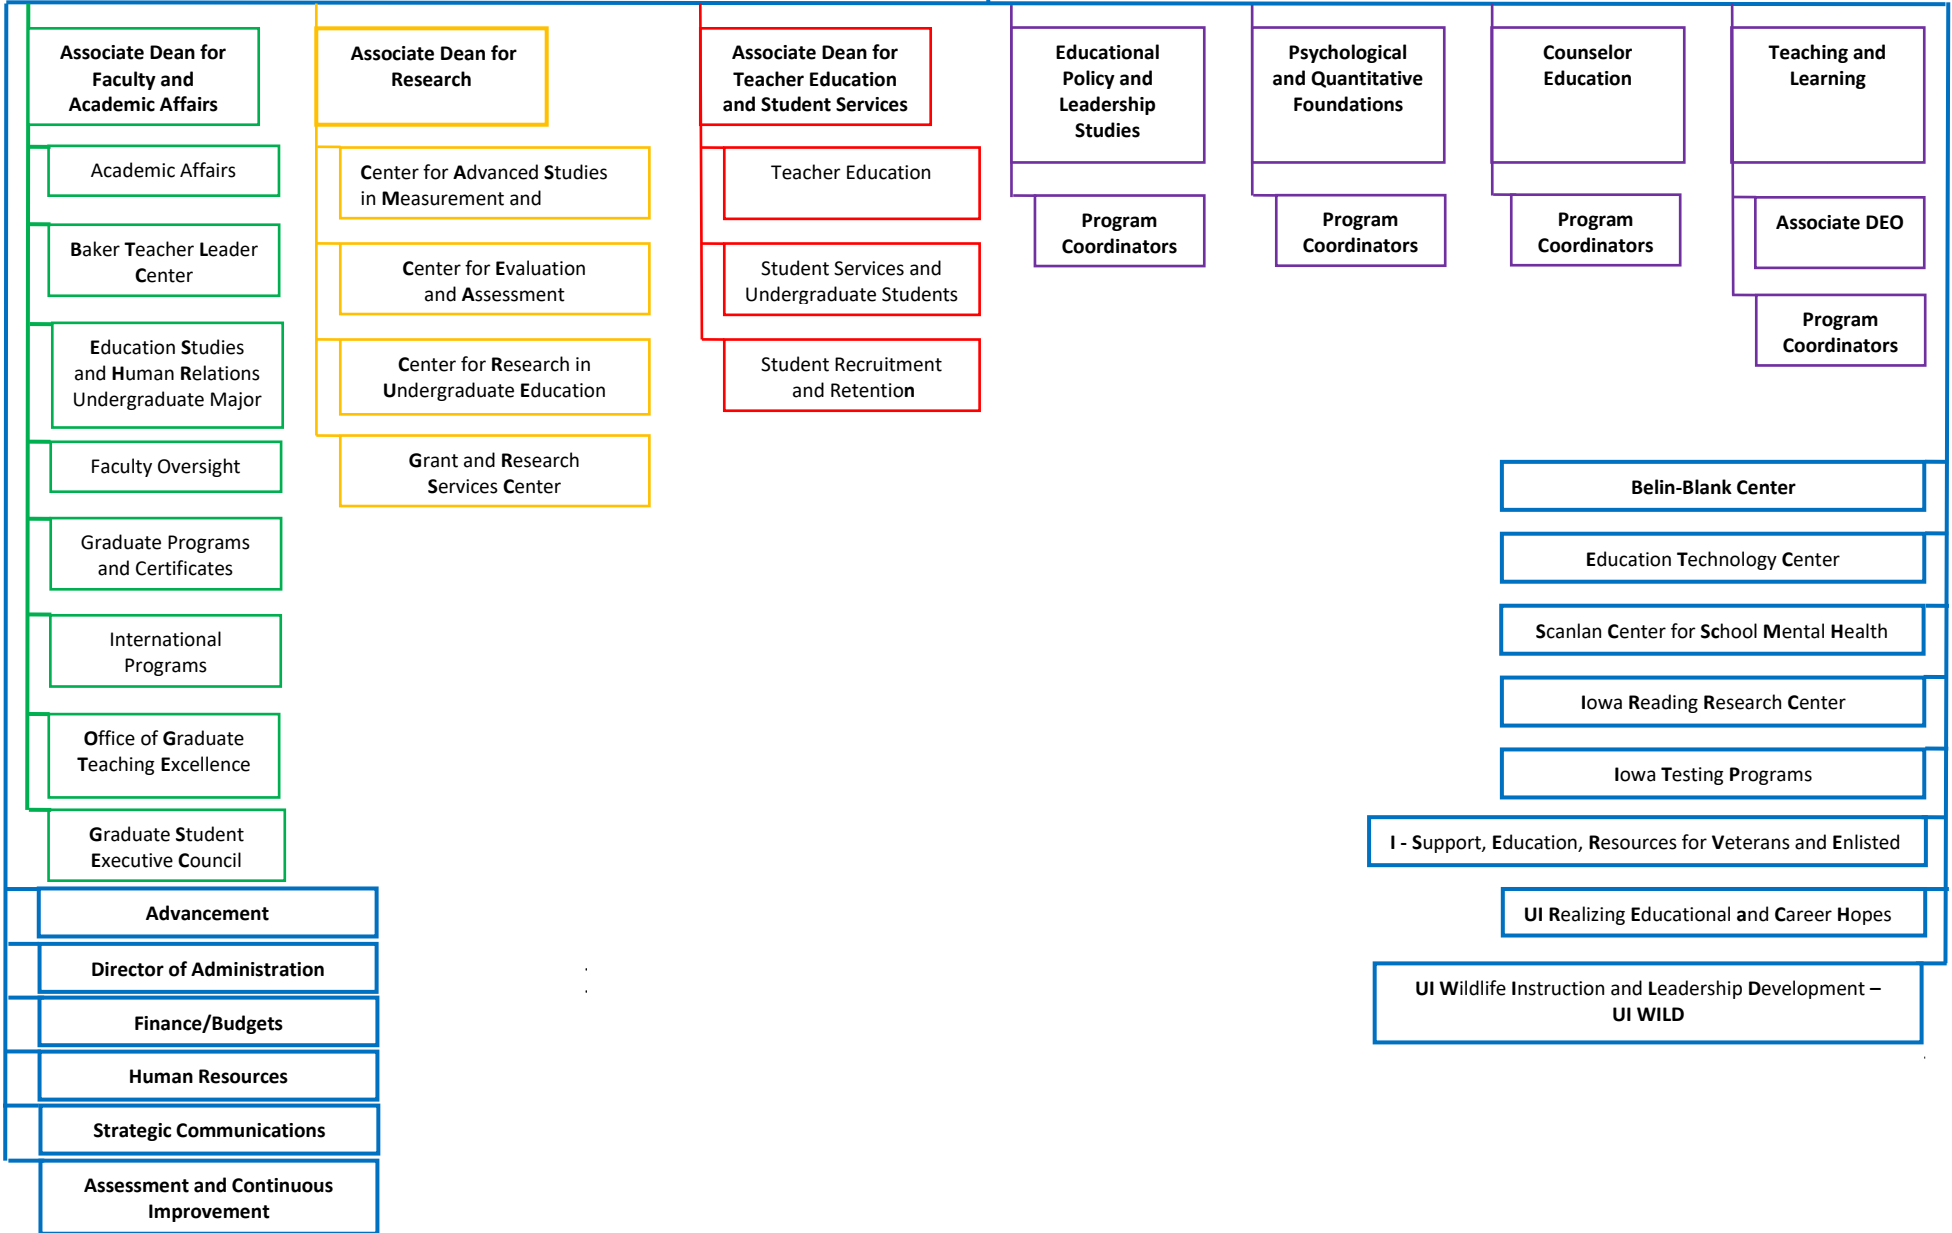 Associate Dean for
Faculty and
Academic Affairs
Academic Affairs
Baker Teacher Leader
Center
Education Studies
and Human Relations
Undergraduate Major
Faculty Oversight
Graduate Programs
and Certificates
International
Programs
Office of Graduate
Teaching Excellence
Graduate Student
Executive Council
Associate Dean for
Research
Center for Advanced Studies
in Measurement and
Center for Evaluation
and Assessment
Center for Research in
Undergraduate Education
Grant and Research
Services Center
Associate Dean for
Teacher Education
and Student Services
Teacher Education
Student Services and
Undergraduate Students
Student Recruitment
and Retention
Educational
Policy and
Leadership
Studies
Program
Coordinators
Psychological
and Quantitative
Foundations
Program
Coordinators
Counselor
Education
Program
Coordinators
Teaching and
Learning
Associate DEO
Program
Coordinators
Belin-Blank Center
Education Technology Center
Scanlan Center for School Mental Health
Iowa Reading Research Center
Iowa Testing Programs
I - Support, Education, Resources for Veterans and Enlisted
UI Realizing Educational and Career Hopes
UI Wildlife Instruction and Leadership Development –
UI WILD
Advancement
Director of Administration
Finance/Budgets
Human Resources
Strategic Communications
Assessment and Continuous
Improvement